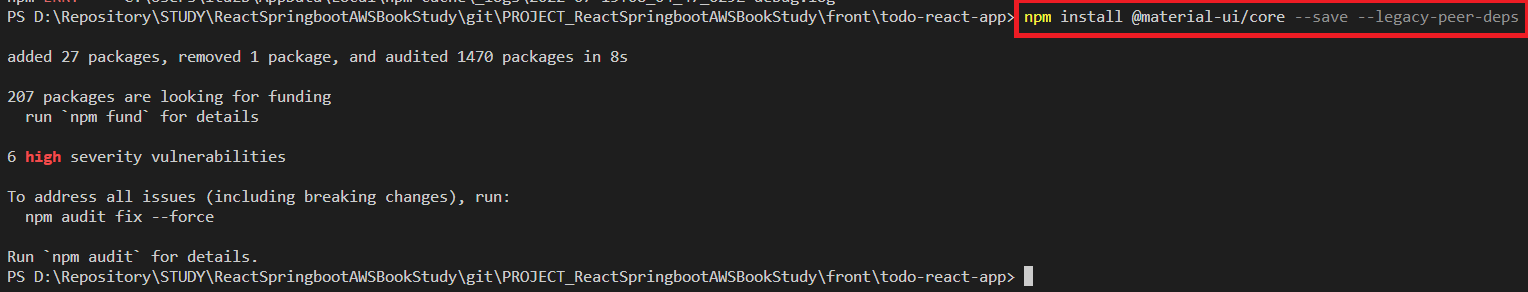 PS D:\Repository\STUDY\ReactSpringbootAWSBookStudy\git\PROJECT_ReactSpringbootAWSBookStudy\front\todo-react-app> npm install @material-ui/core --save --legacy-peer-deps
added 27 packages, removed 1 package, and audited 1470 packages in 8s
207 packages are looking for funding
run `npm fund` for details
6 high severity vulnerabilities
To address all issues (including breaking changes), run:
npm audit fix --force
Run `npm audit` for details.
PS D:\Repository\STUDY\ReactSpringbootAWSBookStudy\git\PROJECT_ReactSpringbootAWSBookStudy\front\todo-react-app>